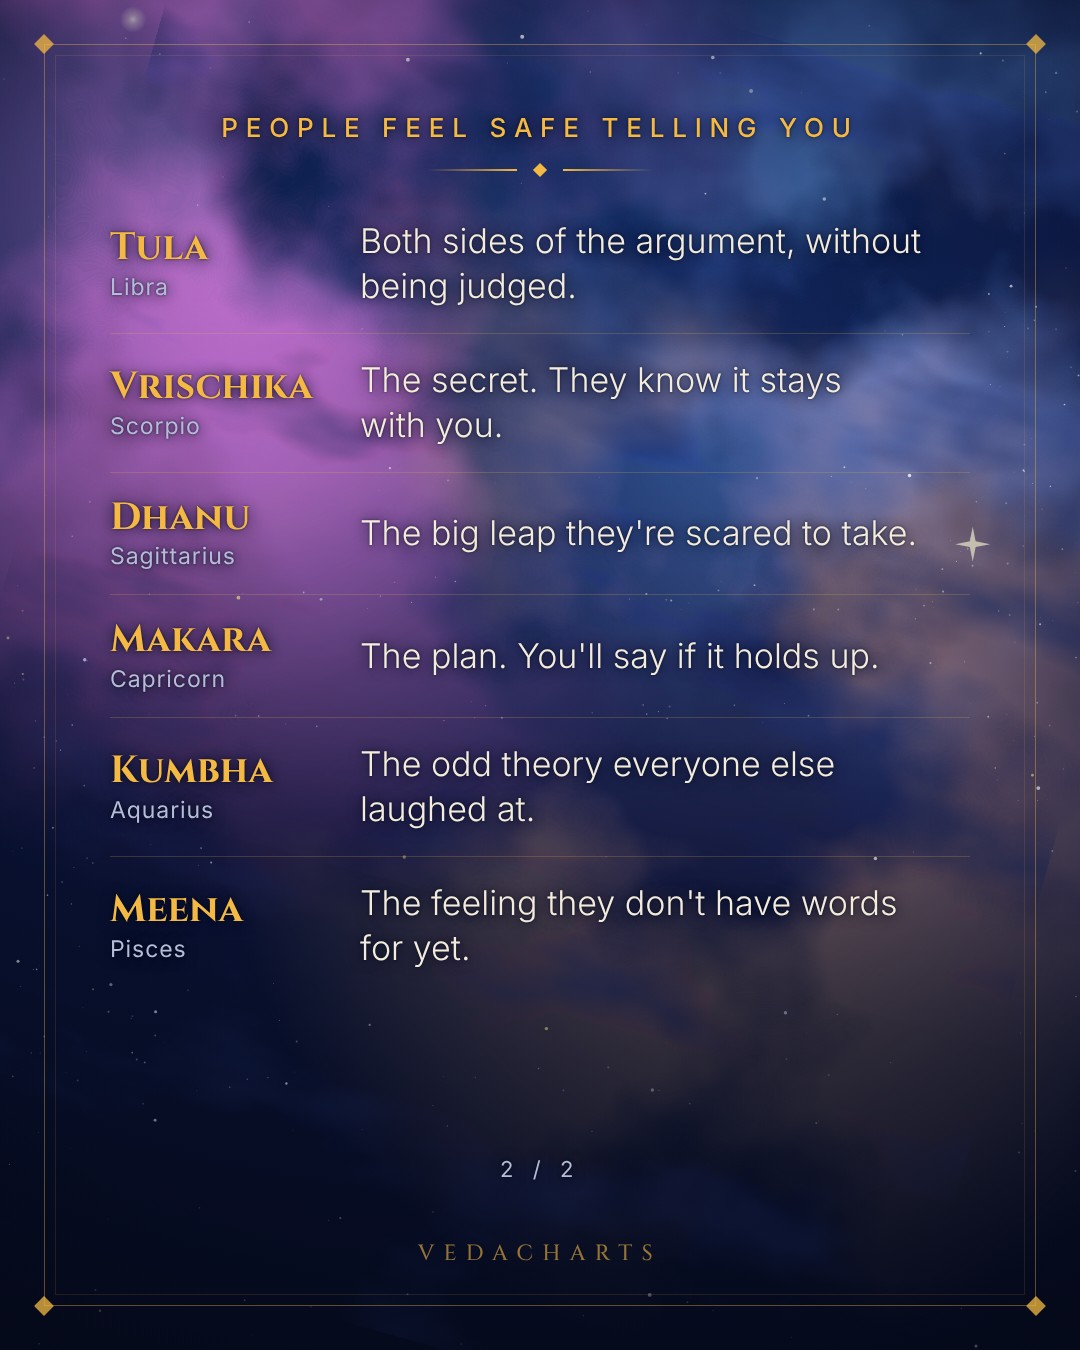 PEOPLE FEEL SAFE TELLING YOU
TULA
Libra
Both sides of the argument, without
being judged.
VRISCHIKA
Scorpio
The secret. They know it stays
with you.
DHANU
Sagittarius
The big leap they're scared to take.
MAKARA
Capricorn
The plan. You'll say if it holds up.
KUMBHA
Aquarius
The odd theory everyone else
laughed at.
MEENA
Pisces
The feeling they don't have words
for yet.
2 / 2
VEDACHARTS